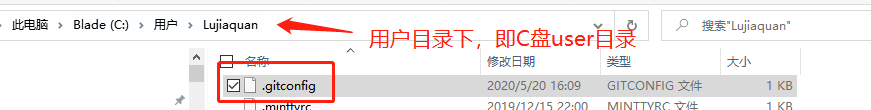 此电脑 > Blade (C:) > 用户 > Lujiaquan
搜索"Lujiaquan"
用户目录下，即C盘user目录
名称 修改日期 类型 大小
.gitconfig 2020/5/20 16:09 GITCONFIG 文件 1 KB
.minttyrc 2019/12/15 22:00 MINTTYRC 文件 1 KB